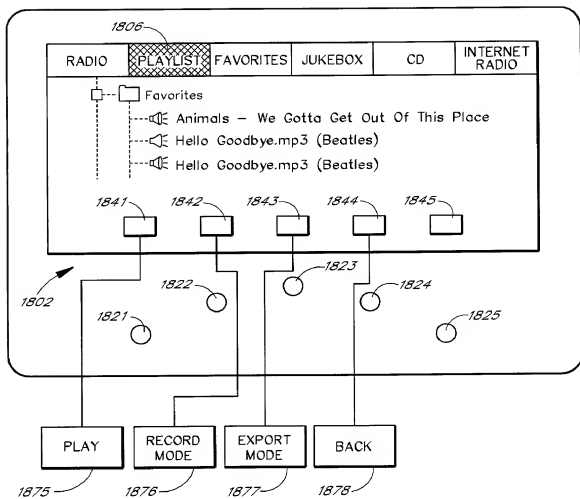 1806
RADIO
PLAYLIST
FAVORITES
JUKEBOX
CD
INTERNET
RADIO
Favorites
Animals – We Gotta Get Out Of This Place
Hello Goodbye.mp3 (Beatles)
Hello Goodbye.mp3 (Beatles)
1841
1842
1843
1844
1845
1802
1821
1822
1823
1824
1825
PLAY
RECORD
MODE
EXPORT
MODE
BACK
1875
1876
1877
1878